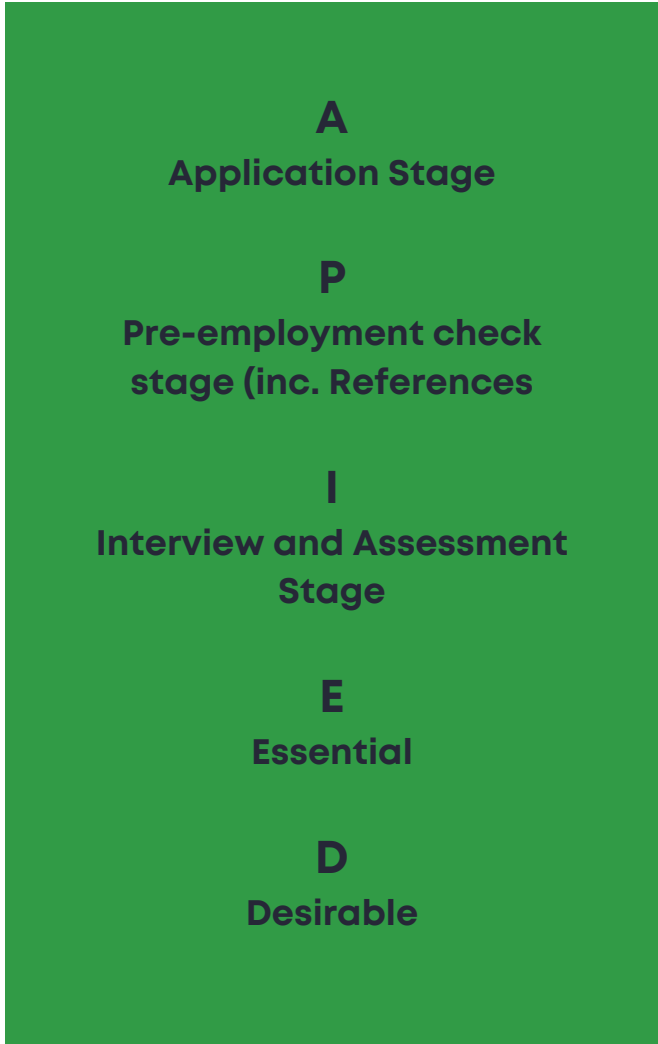 A
Application Stage
P
Pre-employment check
stage (inc. References
I
Interview and Assessment
Stage
E
Essential
D
Desirable